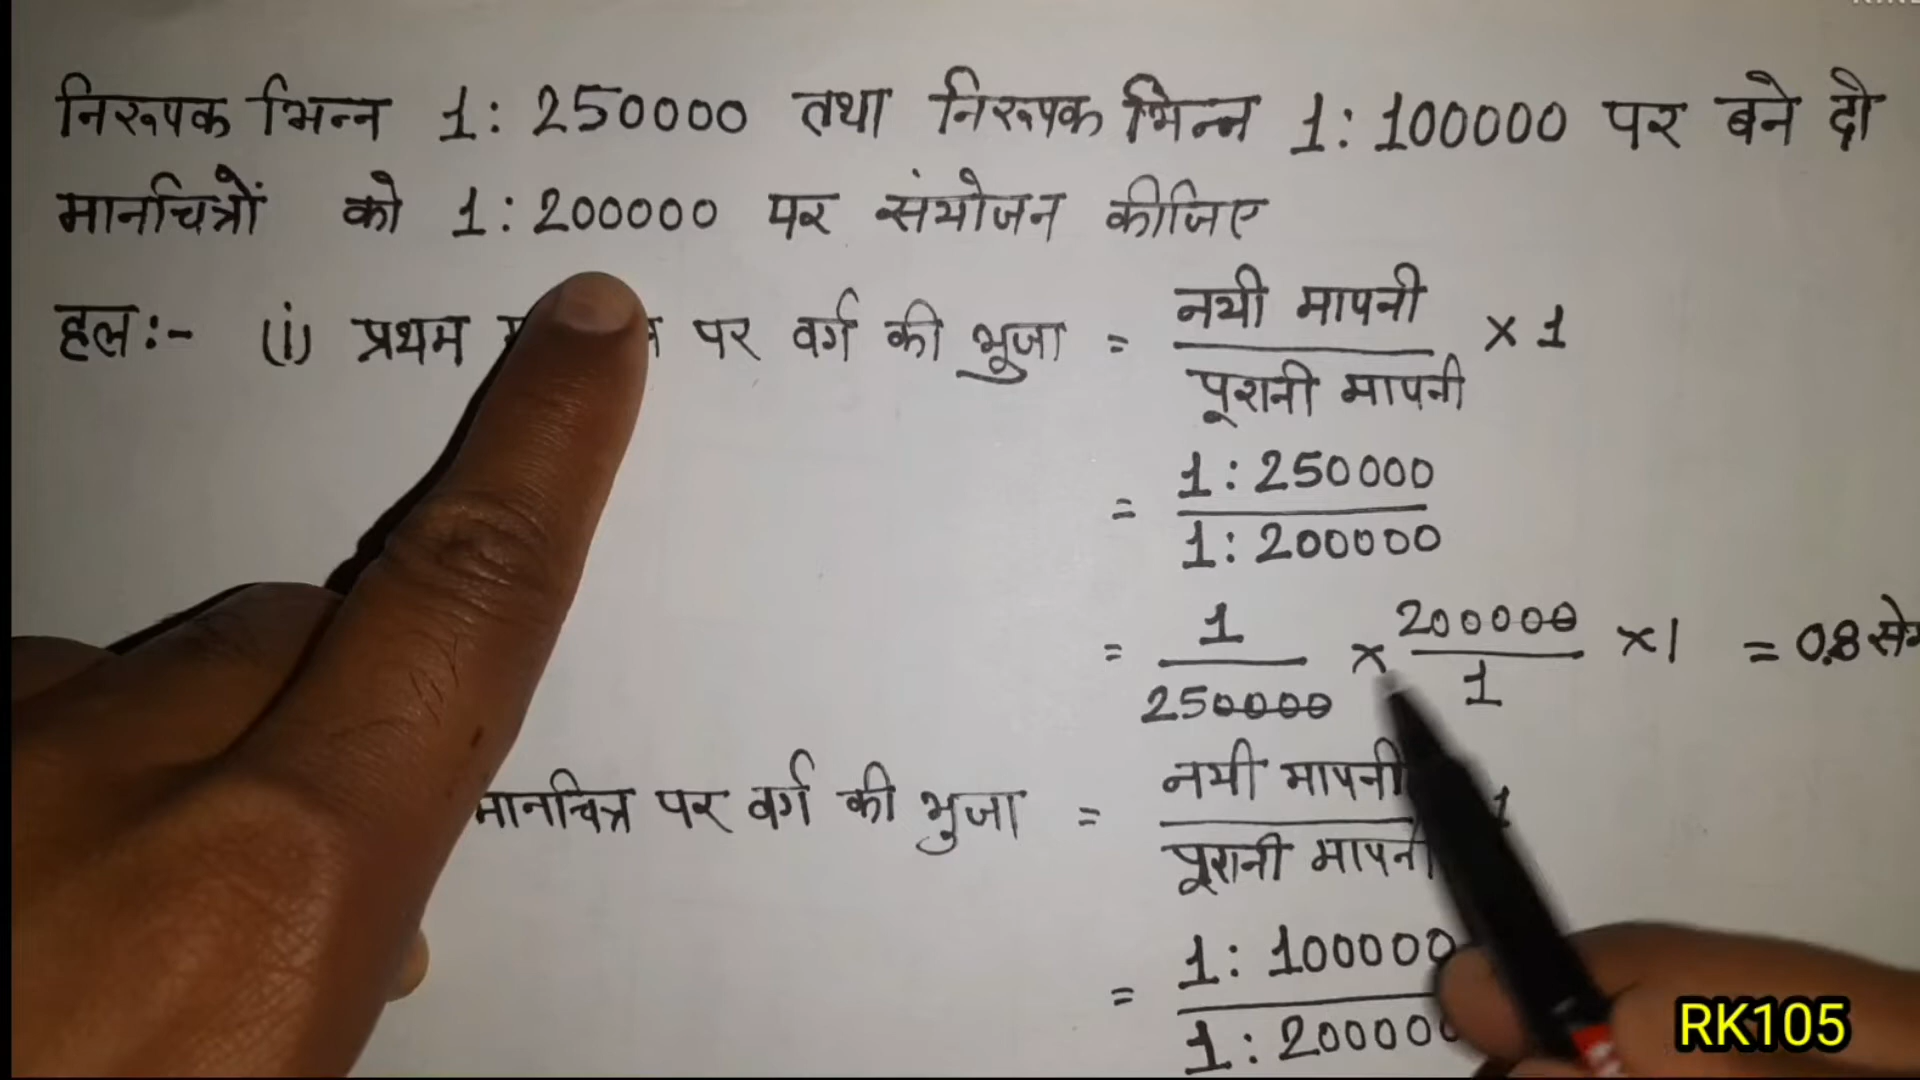 निरूपक भिन्न 1: 250000 तथा निरूपक भिन्न 1: 100000 पर बने दो
मानचित्रों को 1: 200000 पर संयोजन कीजिए
हल:- (i) प्रथम पर वर्ग की भुजा = नयी मापनी × 1
पूरानी मापनी
= 1: 250000
1: 200000
= 1 × 200000 × 1 = 0.8
250000 1
मानचित्र पर वर्ग की भुजा = नयी मापनी 1
पूरानी मापनी
= 1: 100000
1: 20000
RK105